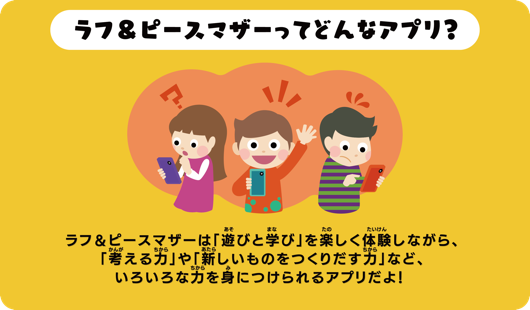 ラフ＆ピースマザーってどんなアプリ？
ラフ＆ピースマザーは「遊びと学び」を楽しく体験しながら、
「考える力」や「新しいものをつくりだす力」など、
いろいろな力を身につけられるアプリだよ！